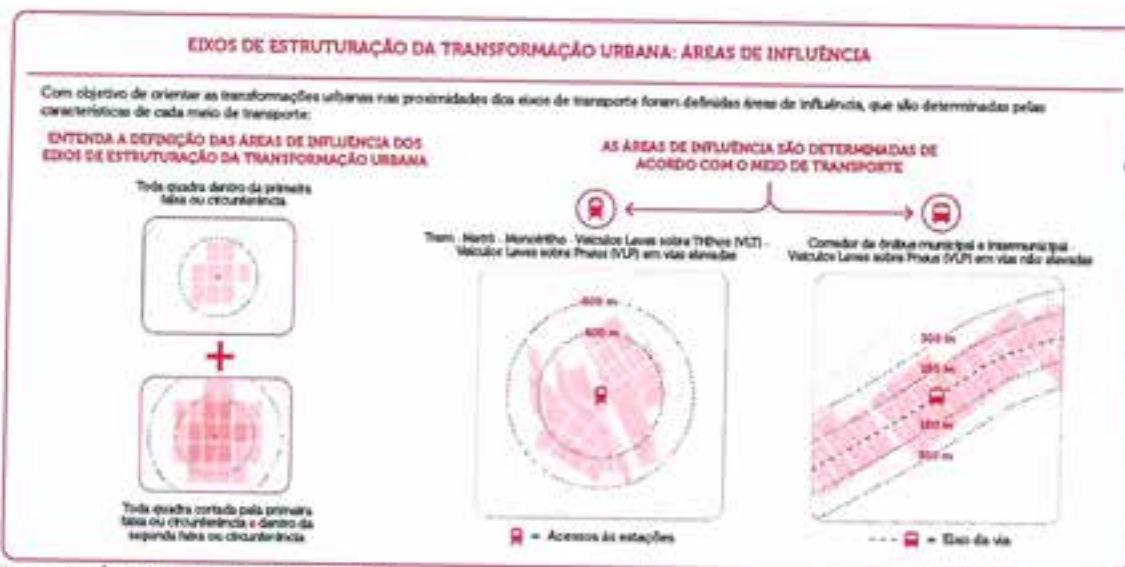 EIXOS DE ESTRUTURAÇÃO DA TRANSFORMAÇÃO URBANA: ÁREAS DE INFLUÊNCIA
Com objetivo de orientar as transformações urbanas nas proximidades dos eixos de transporte foram definidas áreas de influência, que são determinadas pelas
características de cada meio de transporte:
ENTENDA A DEFINIÇÃO DAS ÁREAS DE INFLUÊNCIA DOS
EIXOS DE ESTRUTURAÇÃO DA TRANSFORMAÇÃO URBANA
Toda quadra dentro da primeira
faixa ou circunferência
+
Toda quadra cortada pela primeira
faixa ou circunferência e dentro da
segunda faixa ou circunferência
AS ÁREAS DE INFLUÊNCIA SÃO DETERMINADAS DE
ACORDO COM O MEIO DE TRANSPORTE
Trem - Metrô - Monotrilho - Veículos Leves sobre Trilhos (VLT) -
Veículos Leves sobre Pneus (VLP) em vias elevadas
600 m
400 m
= Acessos às estações
Corredor de ônibus municipal e intermunicipal
Veículos Leves sobre Pneus (VLP) em vias não elevadas
300 m
150 m
150 m
300 m
= Eixo da via